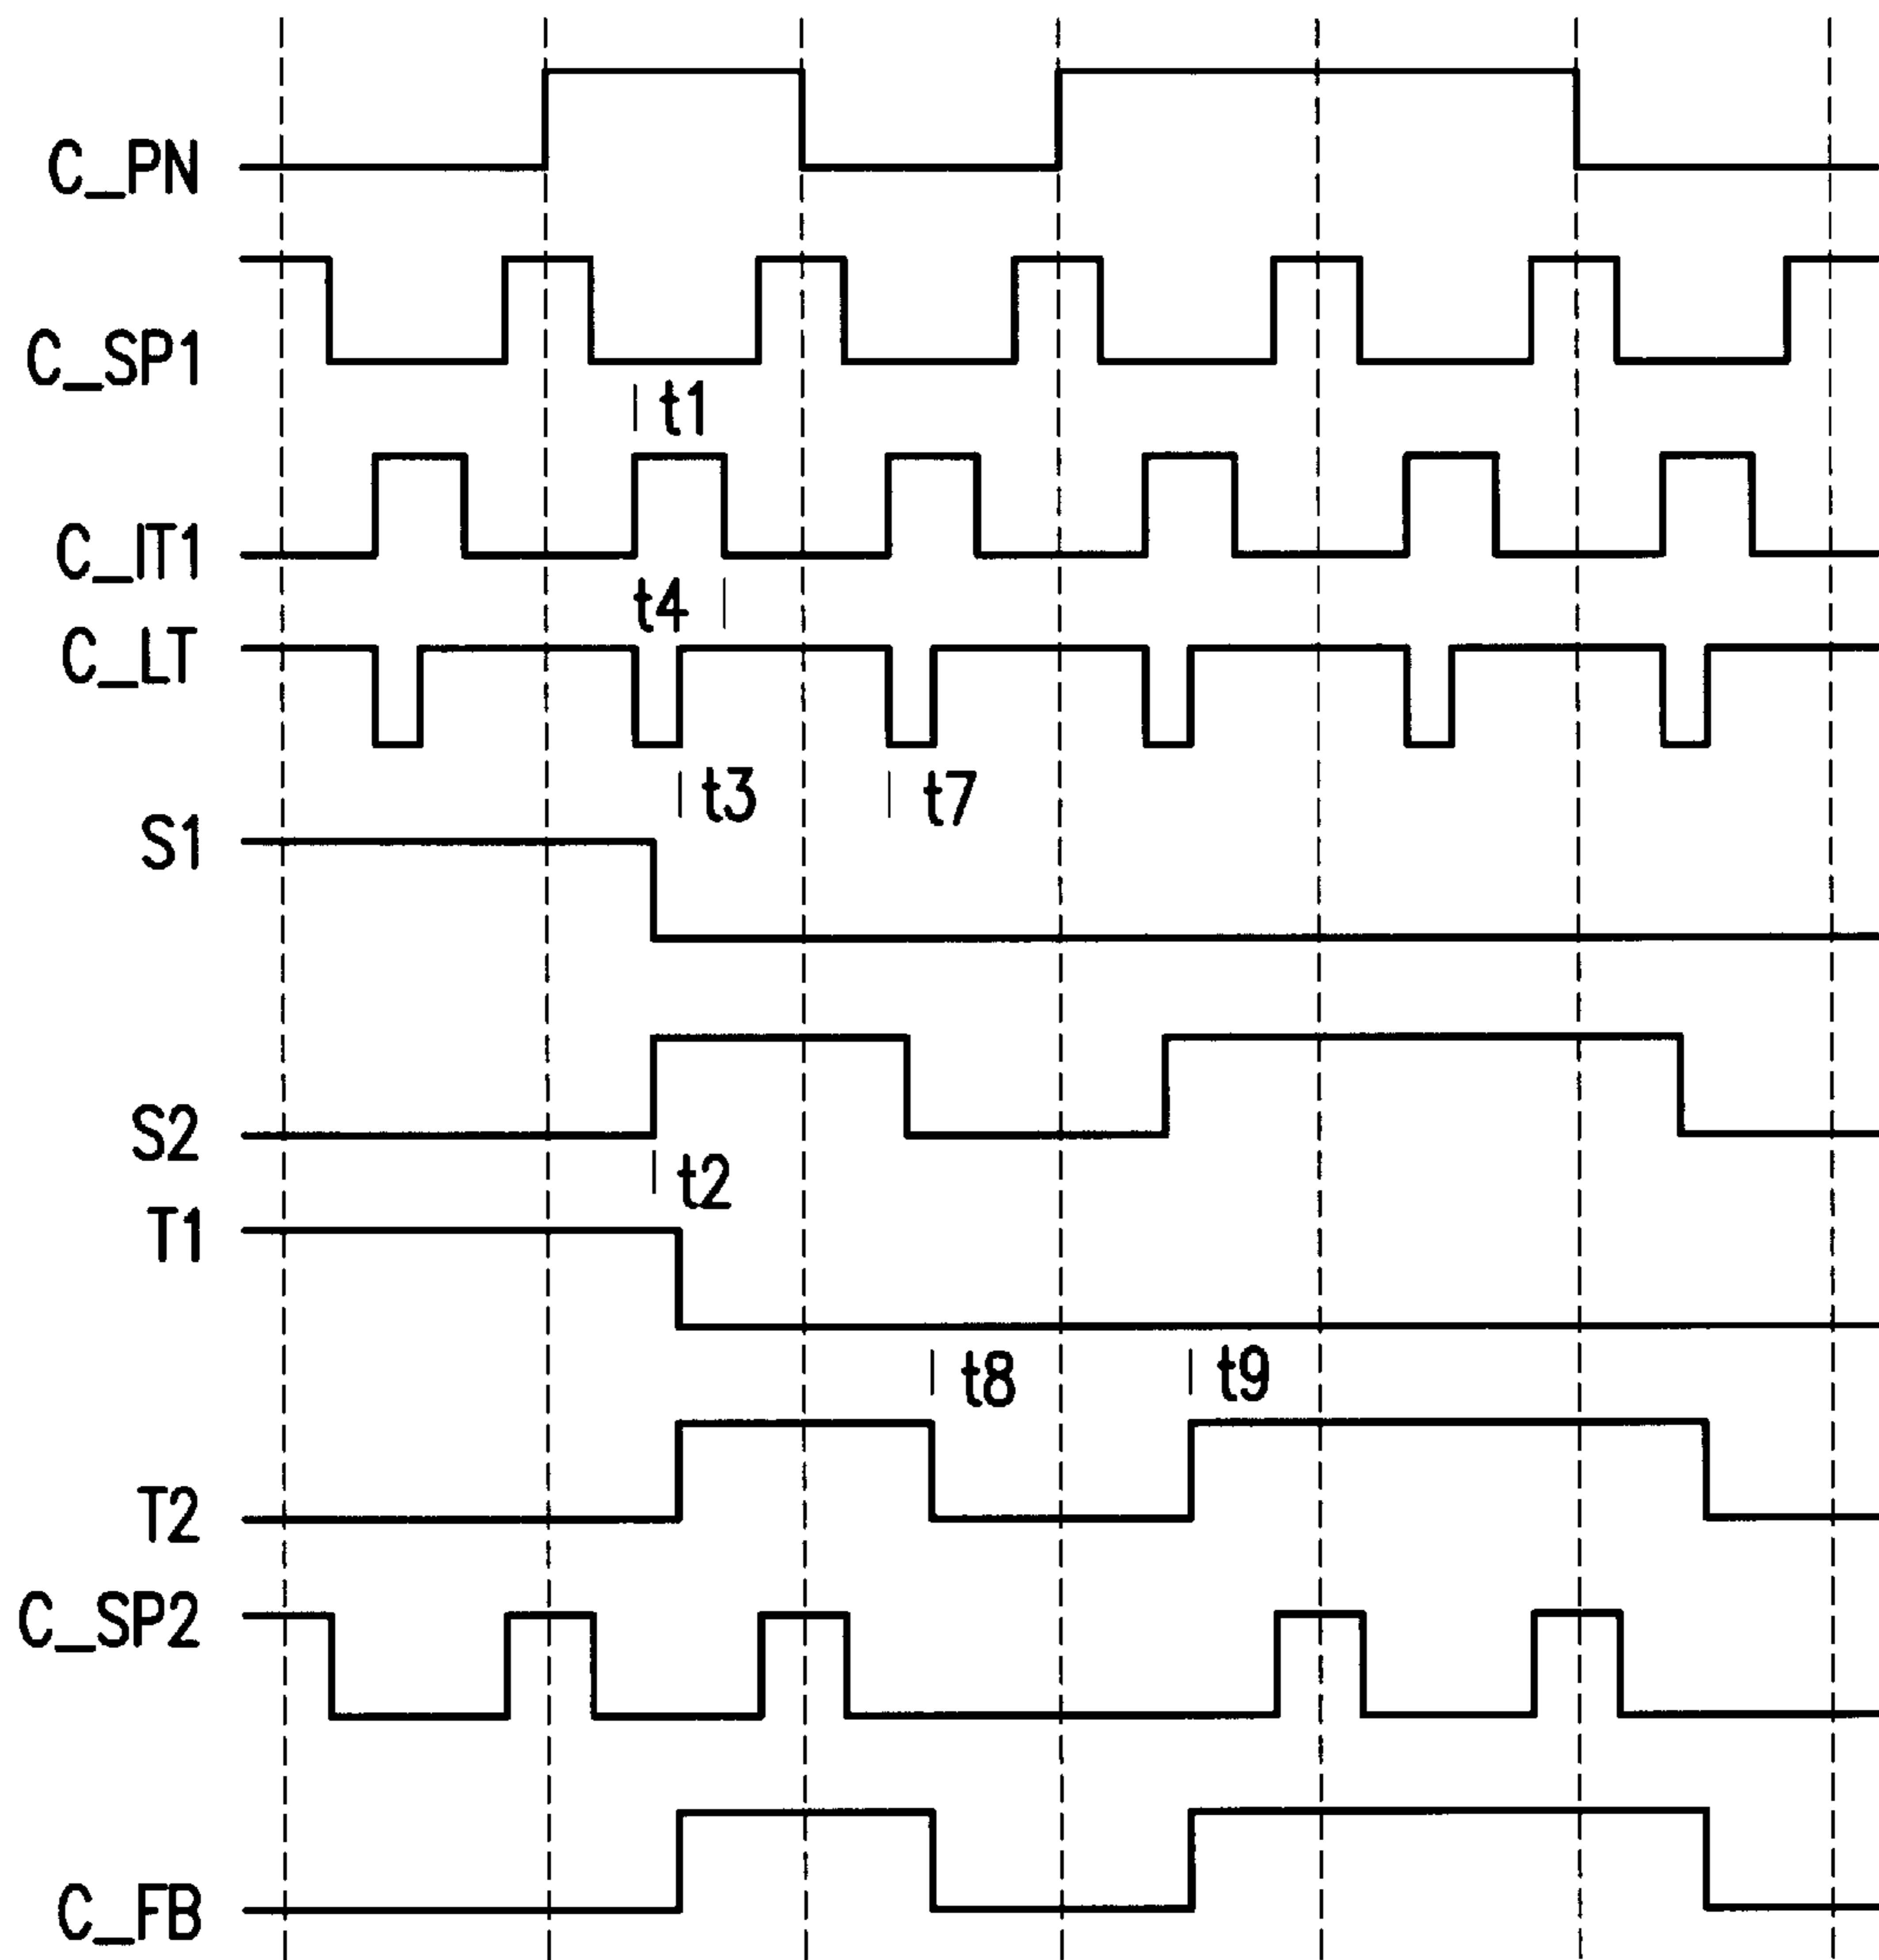 C_PN
C_SP1
t1
C_IT1
t4
C_LT
t3 t7
S1
S2
t2
T1
t8 t9
T2
C_SP2
C_FB